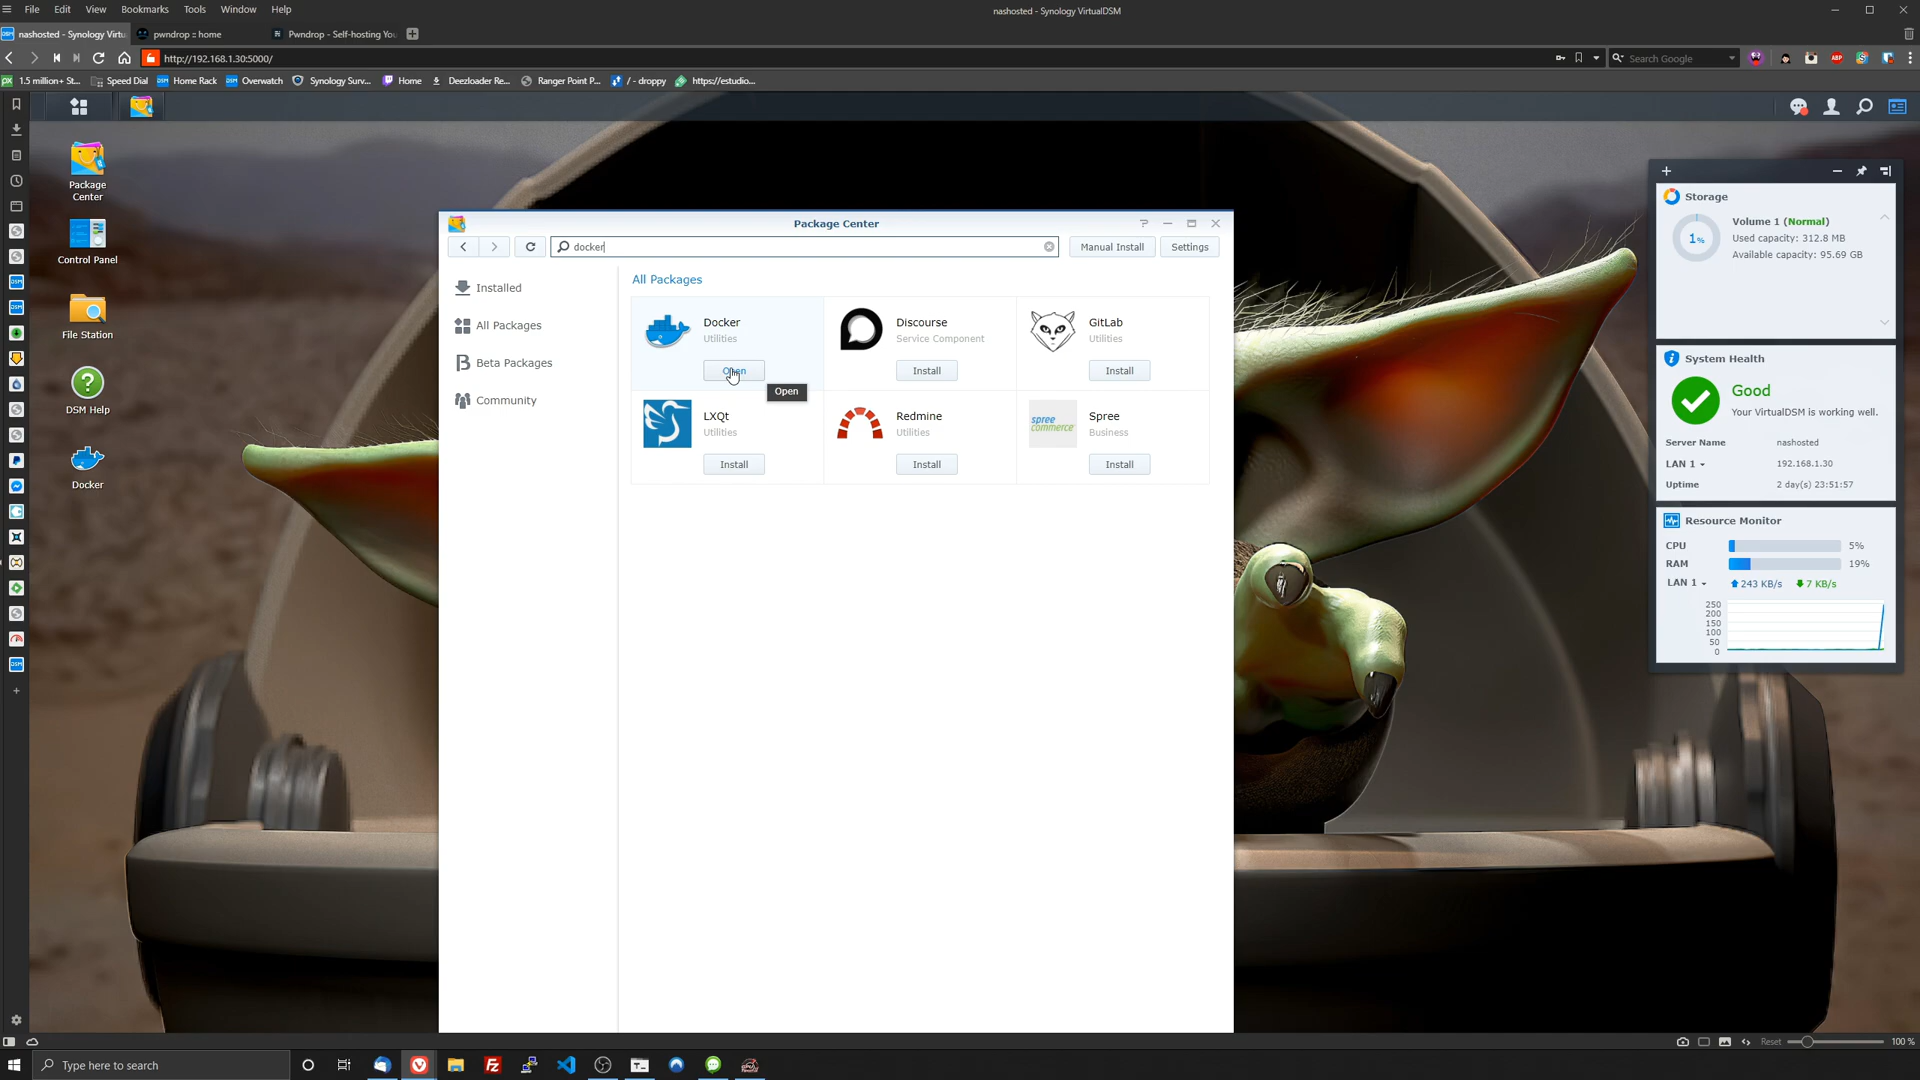 File Edit View Bookmarks Tools Window Help
nashosted - Synology VirtualDSM
nashosted - Synology Virtu
pwndrop :: home
Pwndrop - Self-hosting You
http://192.168.1.30:5000/
Search Google
1.5 million+ St...
Speed Dial
Home Rack
Overwatch
Synology Surv...
Home
Deezloader Re...
Ranger Point P...
/ - droppy
https://estudio...
Package
Center
Control Panel
File Station
DSM Help
Docker
Package Center
docker
Manual Install
Settings
Installed
All Packages
Beta Packages
Community
All Packages
Docker
Utilities
Open
Open
Discourse
Service Component
Install
GitLab
Utilities
Install
LXQt
Utilities
Install
Redmine
Utilities
Install
spree
commerce
Spree
Business
Install
Storage
1%
Volume 1 (Normal)
Used capacity: 312.8 MB
Available capacity: 95.69 GB
System Health
Good
Your VirtualDSM is working well.
Server Name nashosted
LAN 1 192.168.1.30
Uptime 2 day(s) 23:51:57
Resource Monitor
CPU 5%
RAM 19%
LAN 1 243 KB/s 7 KB/s
250
200
150
100
50
0
Reset 100 %
Type here to search